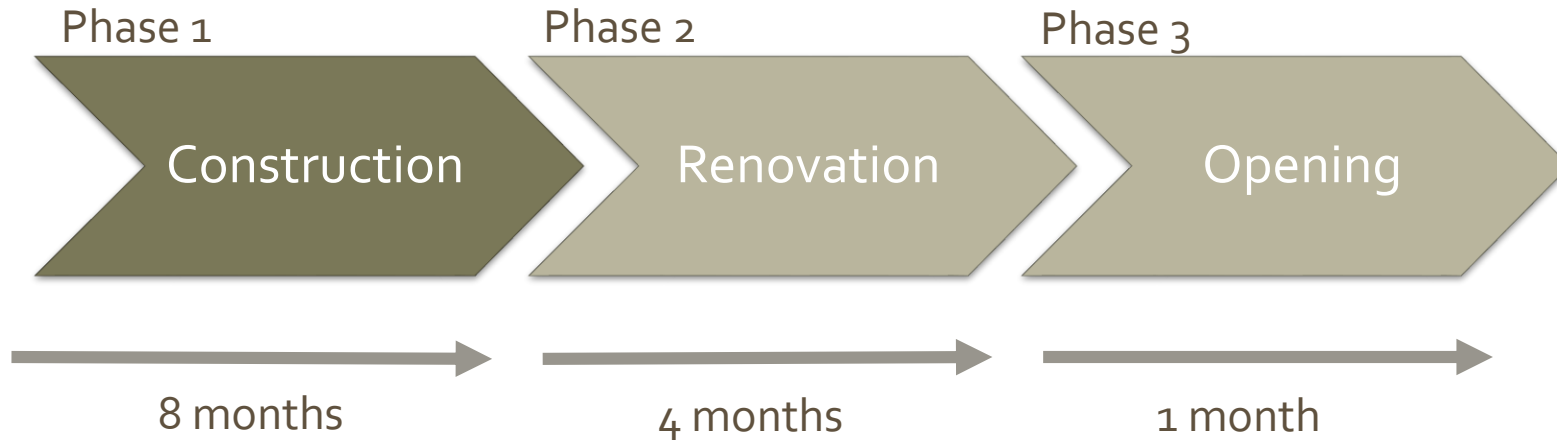 Phase 1
Phase 2
Phase 3
Construction
Renovation
Opening
8 months
4 months
1 month